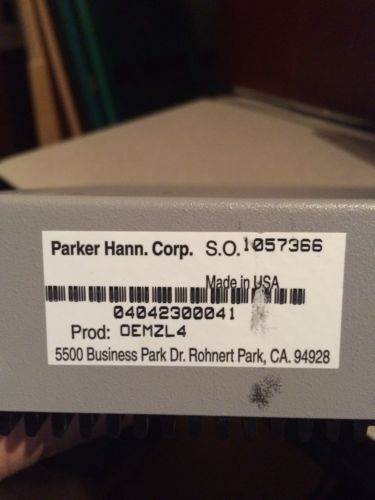 Parker Hann. Corp. S.O. 1057366
Made in USA
04042300041
Prod: OEMZL4
5500 Business Park Dr. Rohnert Park, CA. 94928